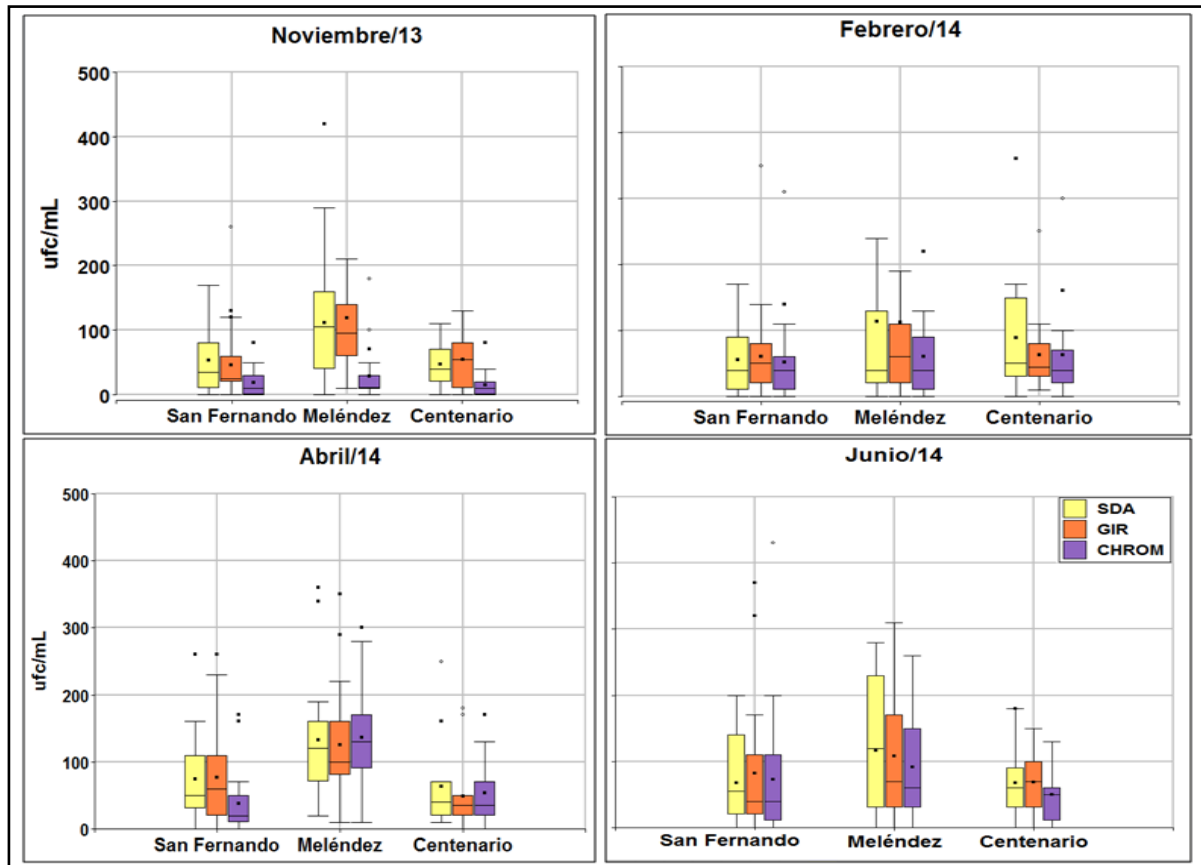 Noviembre/13
500
400
300
200
100
0
ufc/mL
San Fernando Meléndez Centenario
Febrero/14
San Fernando Meléndez Centenario
Abril/14
500
400
300
200
100
0
ufc/mL
San Fernando Meléndez Centenario
Junio/14
SDA
GIR
CHROM
San Fernando Meléndez Centenario